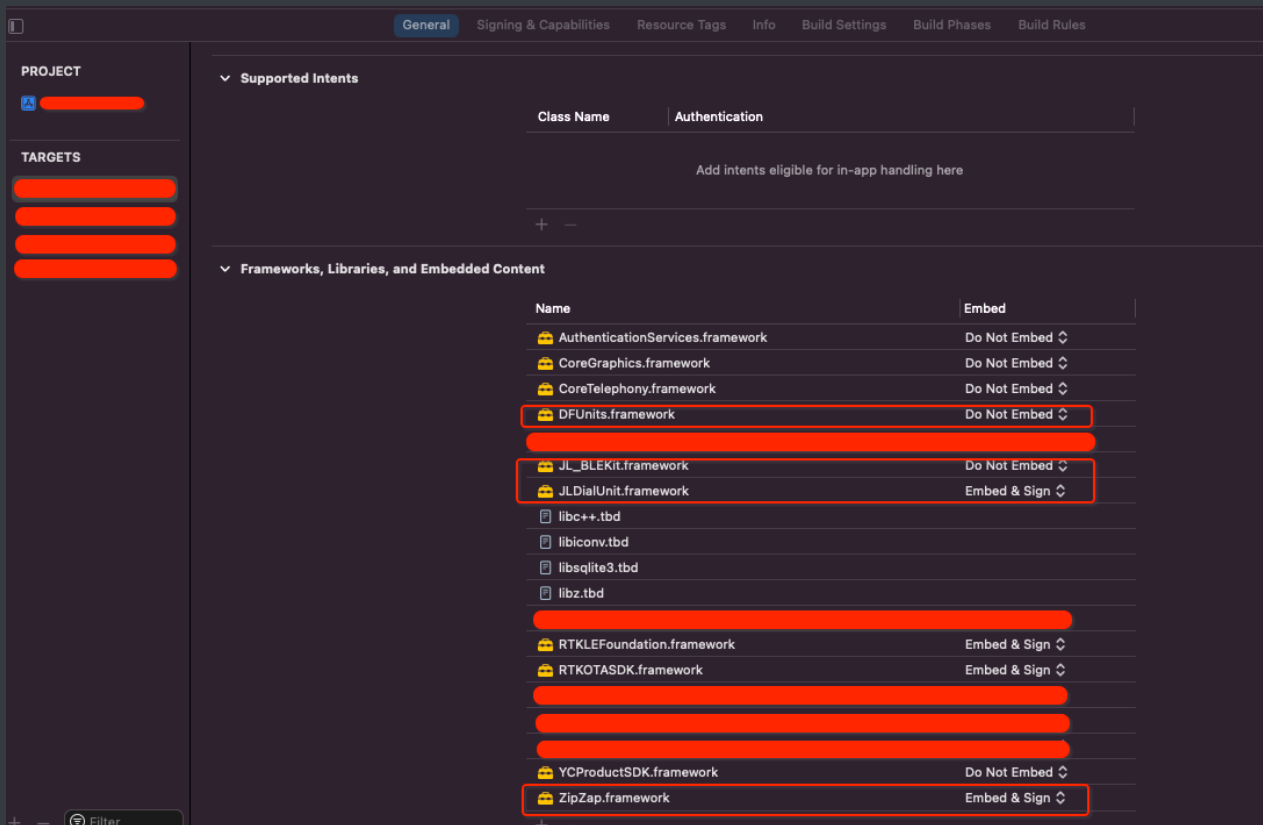 General Signing & Capabilities Resource Tags Info Build Settings Build Phases Build Rules
PROJECT
TARGETS
Filter
Supported Intents
Class Name Authentication
Add intents eligible for in-app handling here
Frameworks, Libraries, and Embedded Content
Name Embed
AuthenticationServices.framework Do Not Embed
CoreGraphics.framework Do Not Embed
CoreTelephony.framework Do Not Embed
DFUnits.framework Do Not Embed
JL_BLEKit.framework Do Not Embed
JLDialUnit.framework Embed & Sign
libc++.tbd
libiconv.tbd
libsqlite3.tbd
libz.tbd
RTKLEFoundation.framework Embed & Sign
RTKOTASDK.framework Embed & Sign
YCProductSDK.framework Do Not Embed
ZipZap.framework Embed & Sign